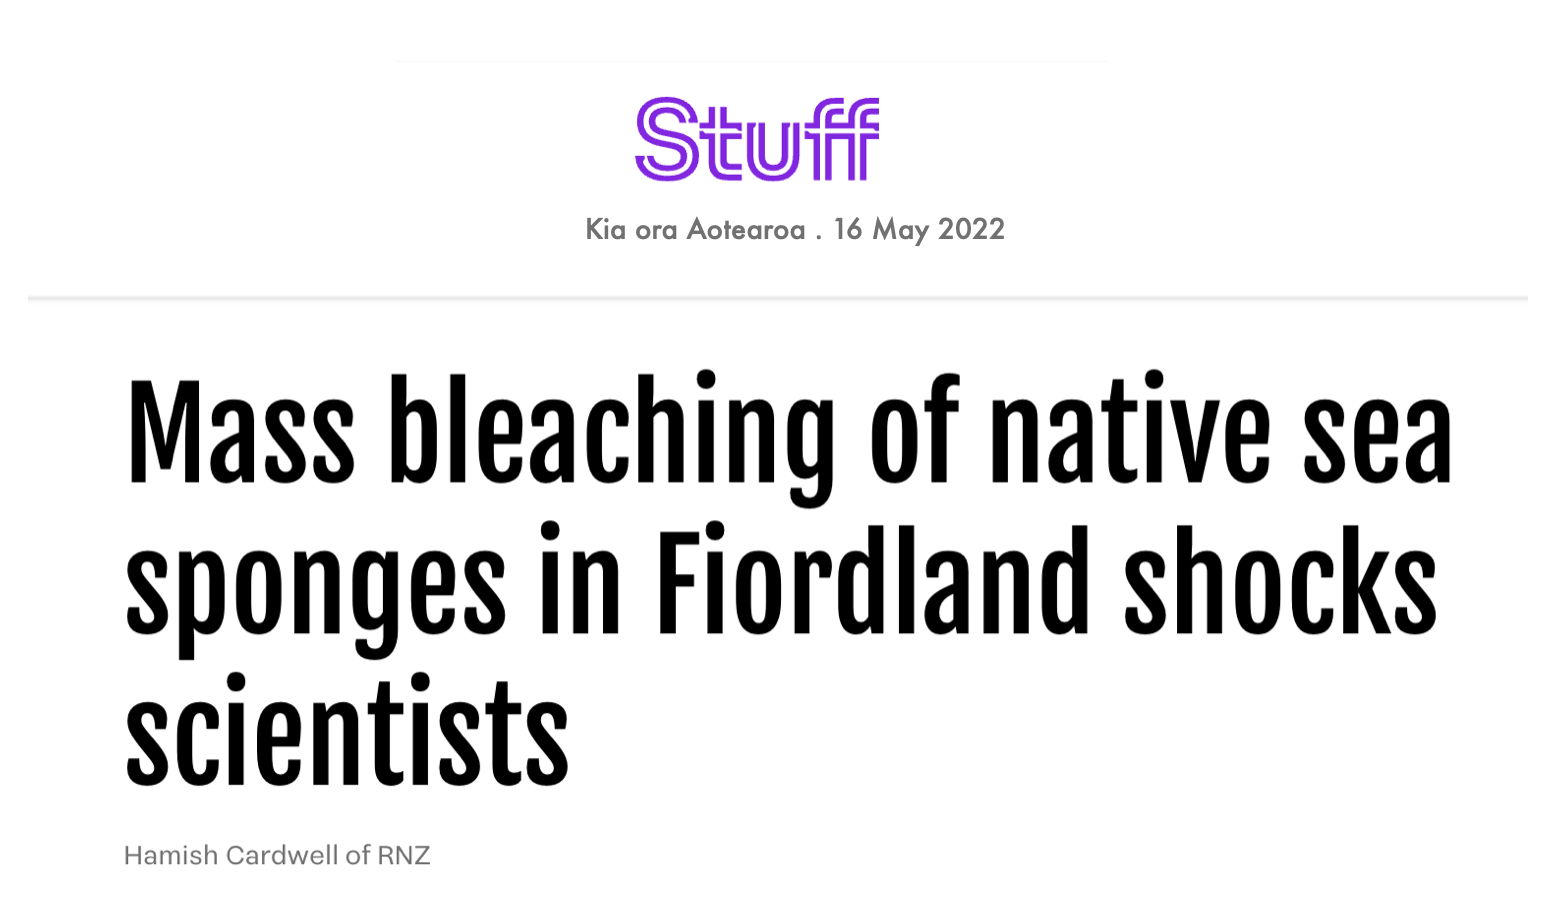 Stuff
Kia ora Aotearoa . 16 May 2022
Mass bleaching of native sea
sponges in Fiordland shocks
scientists
Hamish Cardwell of RNZ